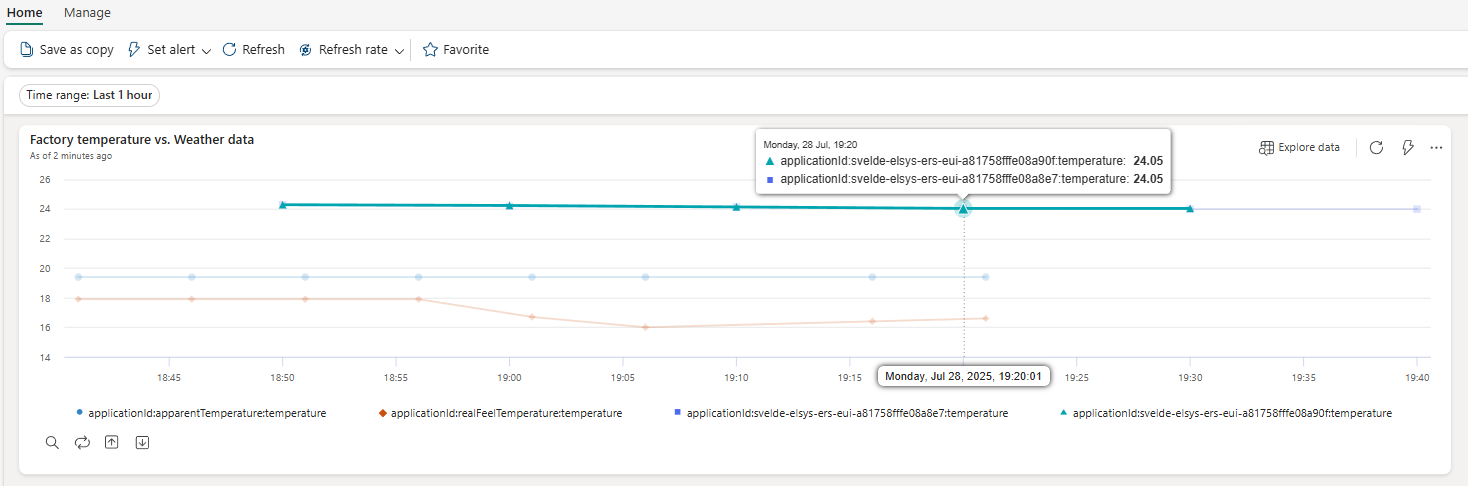 Home Manage
Save as copy Set alert Refresh Refresh rate Favorite
Time range: Last 1 hour
Factory temperature vs. Weather data
As of 2 minutes ago
Explore data
Monday, 28 Jul, 19:20
applicationId:svelde-elsys-ers-eui-a81758fffe08a90f:temperature: 24.05
applicationId:svelde-elsys-ers-eui-a81758fffe08a8e7:temperature: 24.05
26
24
22
20
18
16
14
18:45 18:50 18:55 19:00 19:05 19:10 19:15 Monday, Jul 28, 2025, 19:20:01 19:25 19:30 19:35 19:40
applicationId:apparentTemperature:temperature applicationId:realFeelTemperature:temperature applicationId:svelde-elsys-ers-eui-a81758fffe08a8e7:temperature applicationId:svelde-elsys-ers-eui-a81758fffe08a90f:temperature